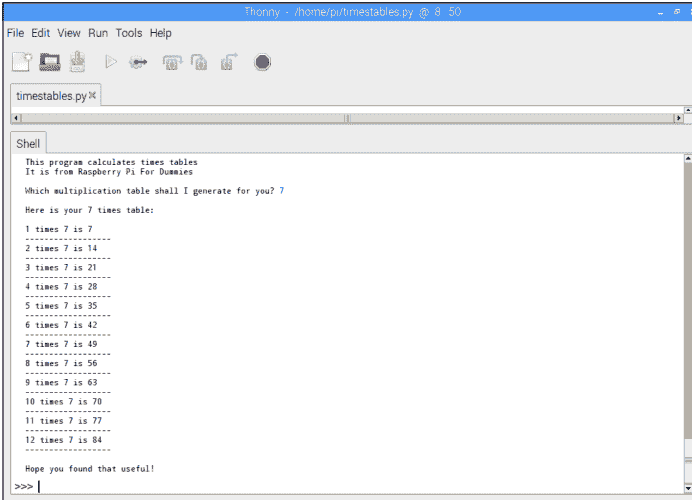 Thonny - /home/pi/timestables.py @ 8 : 50
File Edit View Run Tools Help
timestables.py
Shell
This program calculates times tables
It is from Raspberry Pi For Dummies
Which multiplication table shall I generate for you? 7
Here is your 7 times table:
1 times 7 is 7
------------------
2 times 7 is 14
------------------
3 times 7 is 21
------------------
4 times 7 is 28
------------------
5 times 7 is 35
------------------
6 times 7 is 42
------------------
7 times 7 is 49
------------------
8 times 7 is 56
------------------
9 times 7 is 63
------------------
10 times 7 is 70
------------------
11 times 7 is 77
------------------
12 times 7 is 84
------------------
Hope you found that useful!
>>>